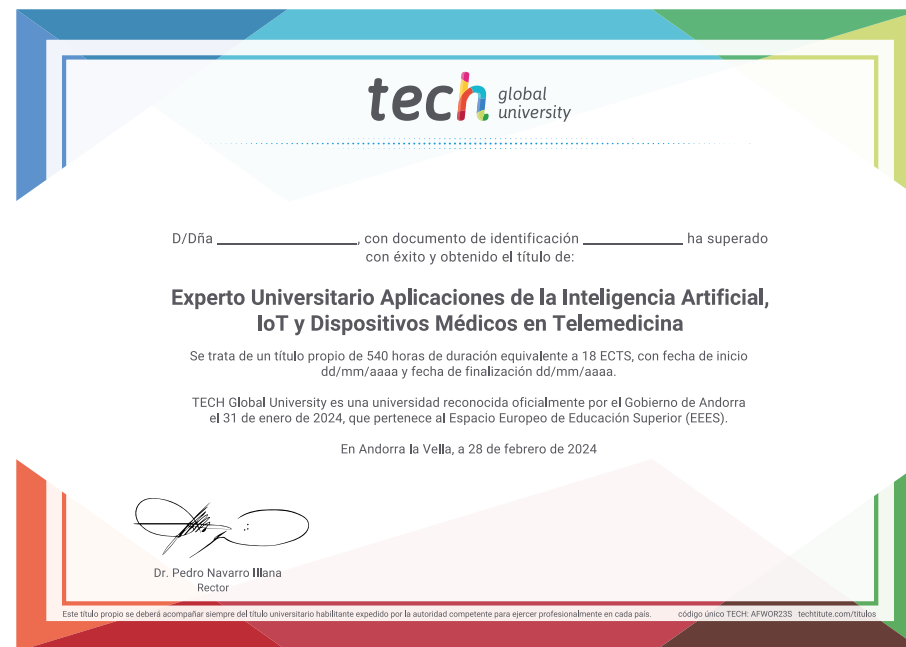 tech global university
D/Dña ________________, con documento de identificación ____________ ha superado
con éxito y obtenido el título de:
Experto Universitario Aplicaciones de la Inteligencia Artificial,
IoT y Dispositivos Médicos en Telemedicina
Se trata de un título propio de 540 horas de duración equivalente a 18 ECTS, con fecha de inicio
dd/mm/aaaa y fecha de finalización dd/mm/aaaa.
TECH Global University es una universidad reconocida oficialmente por el Gobierno de Andorra
el 31 de enero de 2024, que pertenece al Espacio Europeo de Educación Superior (EEES).
En Andorra la Vella, a 28 de febrero de 2024
Dr. Pedro Navarro Illana
Rector
Este título propio se deberá acompañar siempre del título universitario habilitante expedido por la autoridad competente para ejercer profesionalmente en cada país. código único TECH: AFWOR23S techtitute.com/titulos